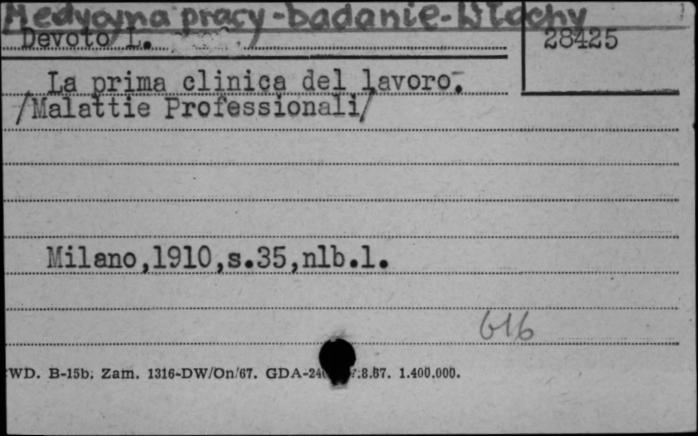 Medycyna pracy-badanie-Włochy
Devoto L.
28425
La prima clinica del lavoro.
/Malattie Professionali/
Milano,1910,s.35,nlb.1.
616
WD. B-15b. Zam. 1316-DW/On/67. GDA-24 .8.67. 1.400.000.